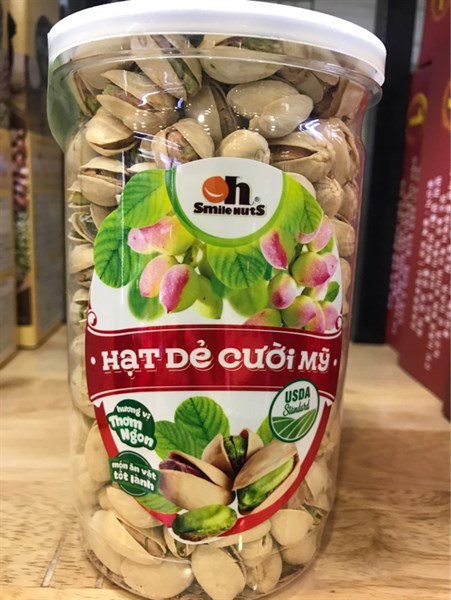 Oh
®
Smile Nuts
HẠT DẺ CƯỜI MỸ
USDA
Standard
hương vị
Thơm
Ngon
món ăn vặt
tốt lành